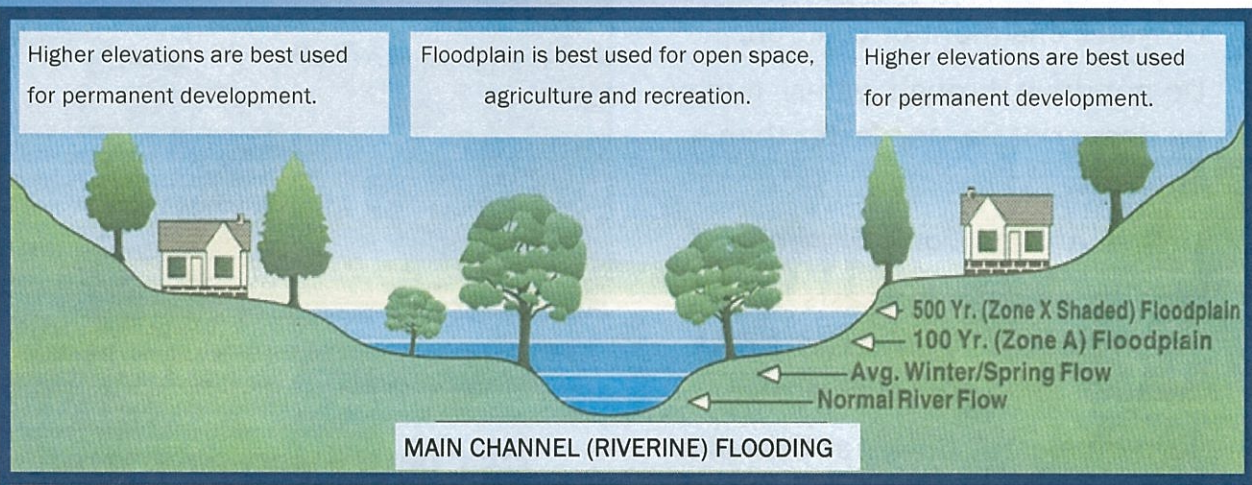 Higher elevations are best used
for permanent development.
Floodplain is best used for open space,
agriculture and recreation.
Higher elevations are best used
for permanent development.
500 Yr. (Zone X Shaded) Floodplain
100 Yr. (Zone A) Floodplain
Avg. Winter/Spring Flow
Normal River Flow
MAIN CHANNEL (RIVERINE) FLOODING